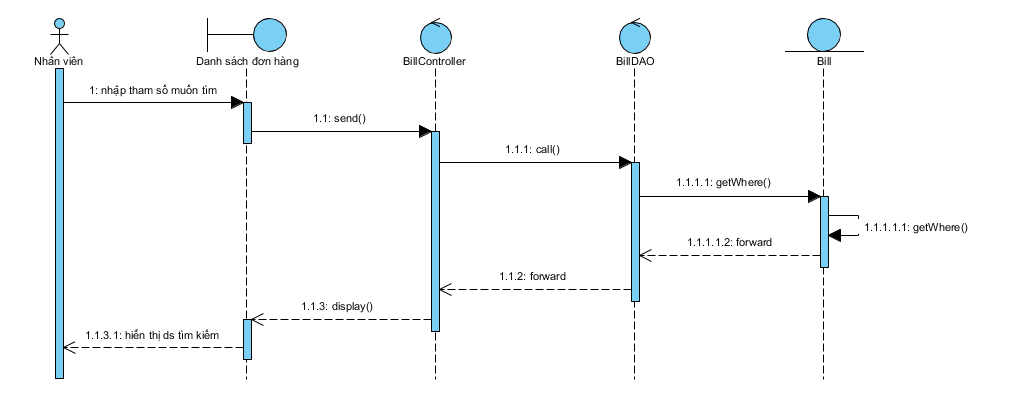 Nhân viên
Danh sách đơn hàng
BillController
BillDAO
Bill
1: nhập tham số muốn tìm
1.1: send()
1.1.1: call()
1.1.1.1: getWhere()
1.1.1.1.1: getWhere()
1.1.1.1.2: forward
1.1.2: forward
1.1.3: display()
1.1.3.1: hiển thị ds tìm kiếm